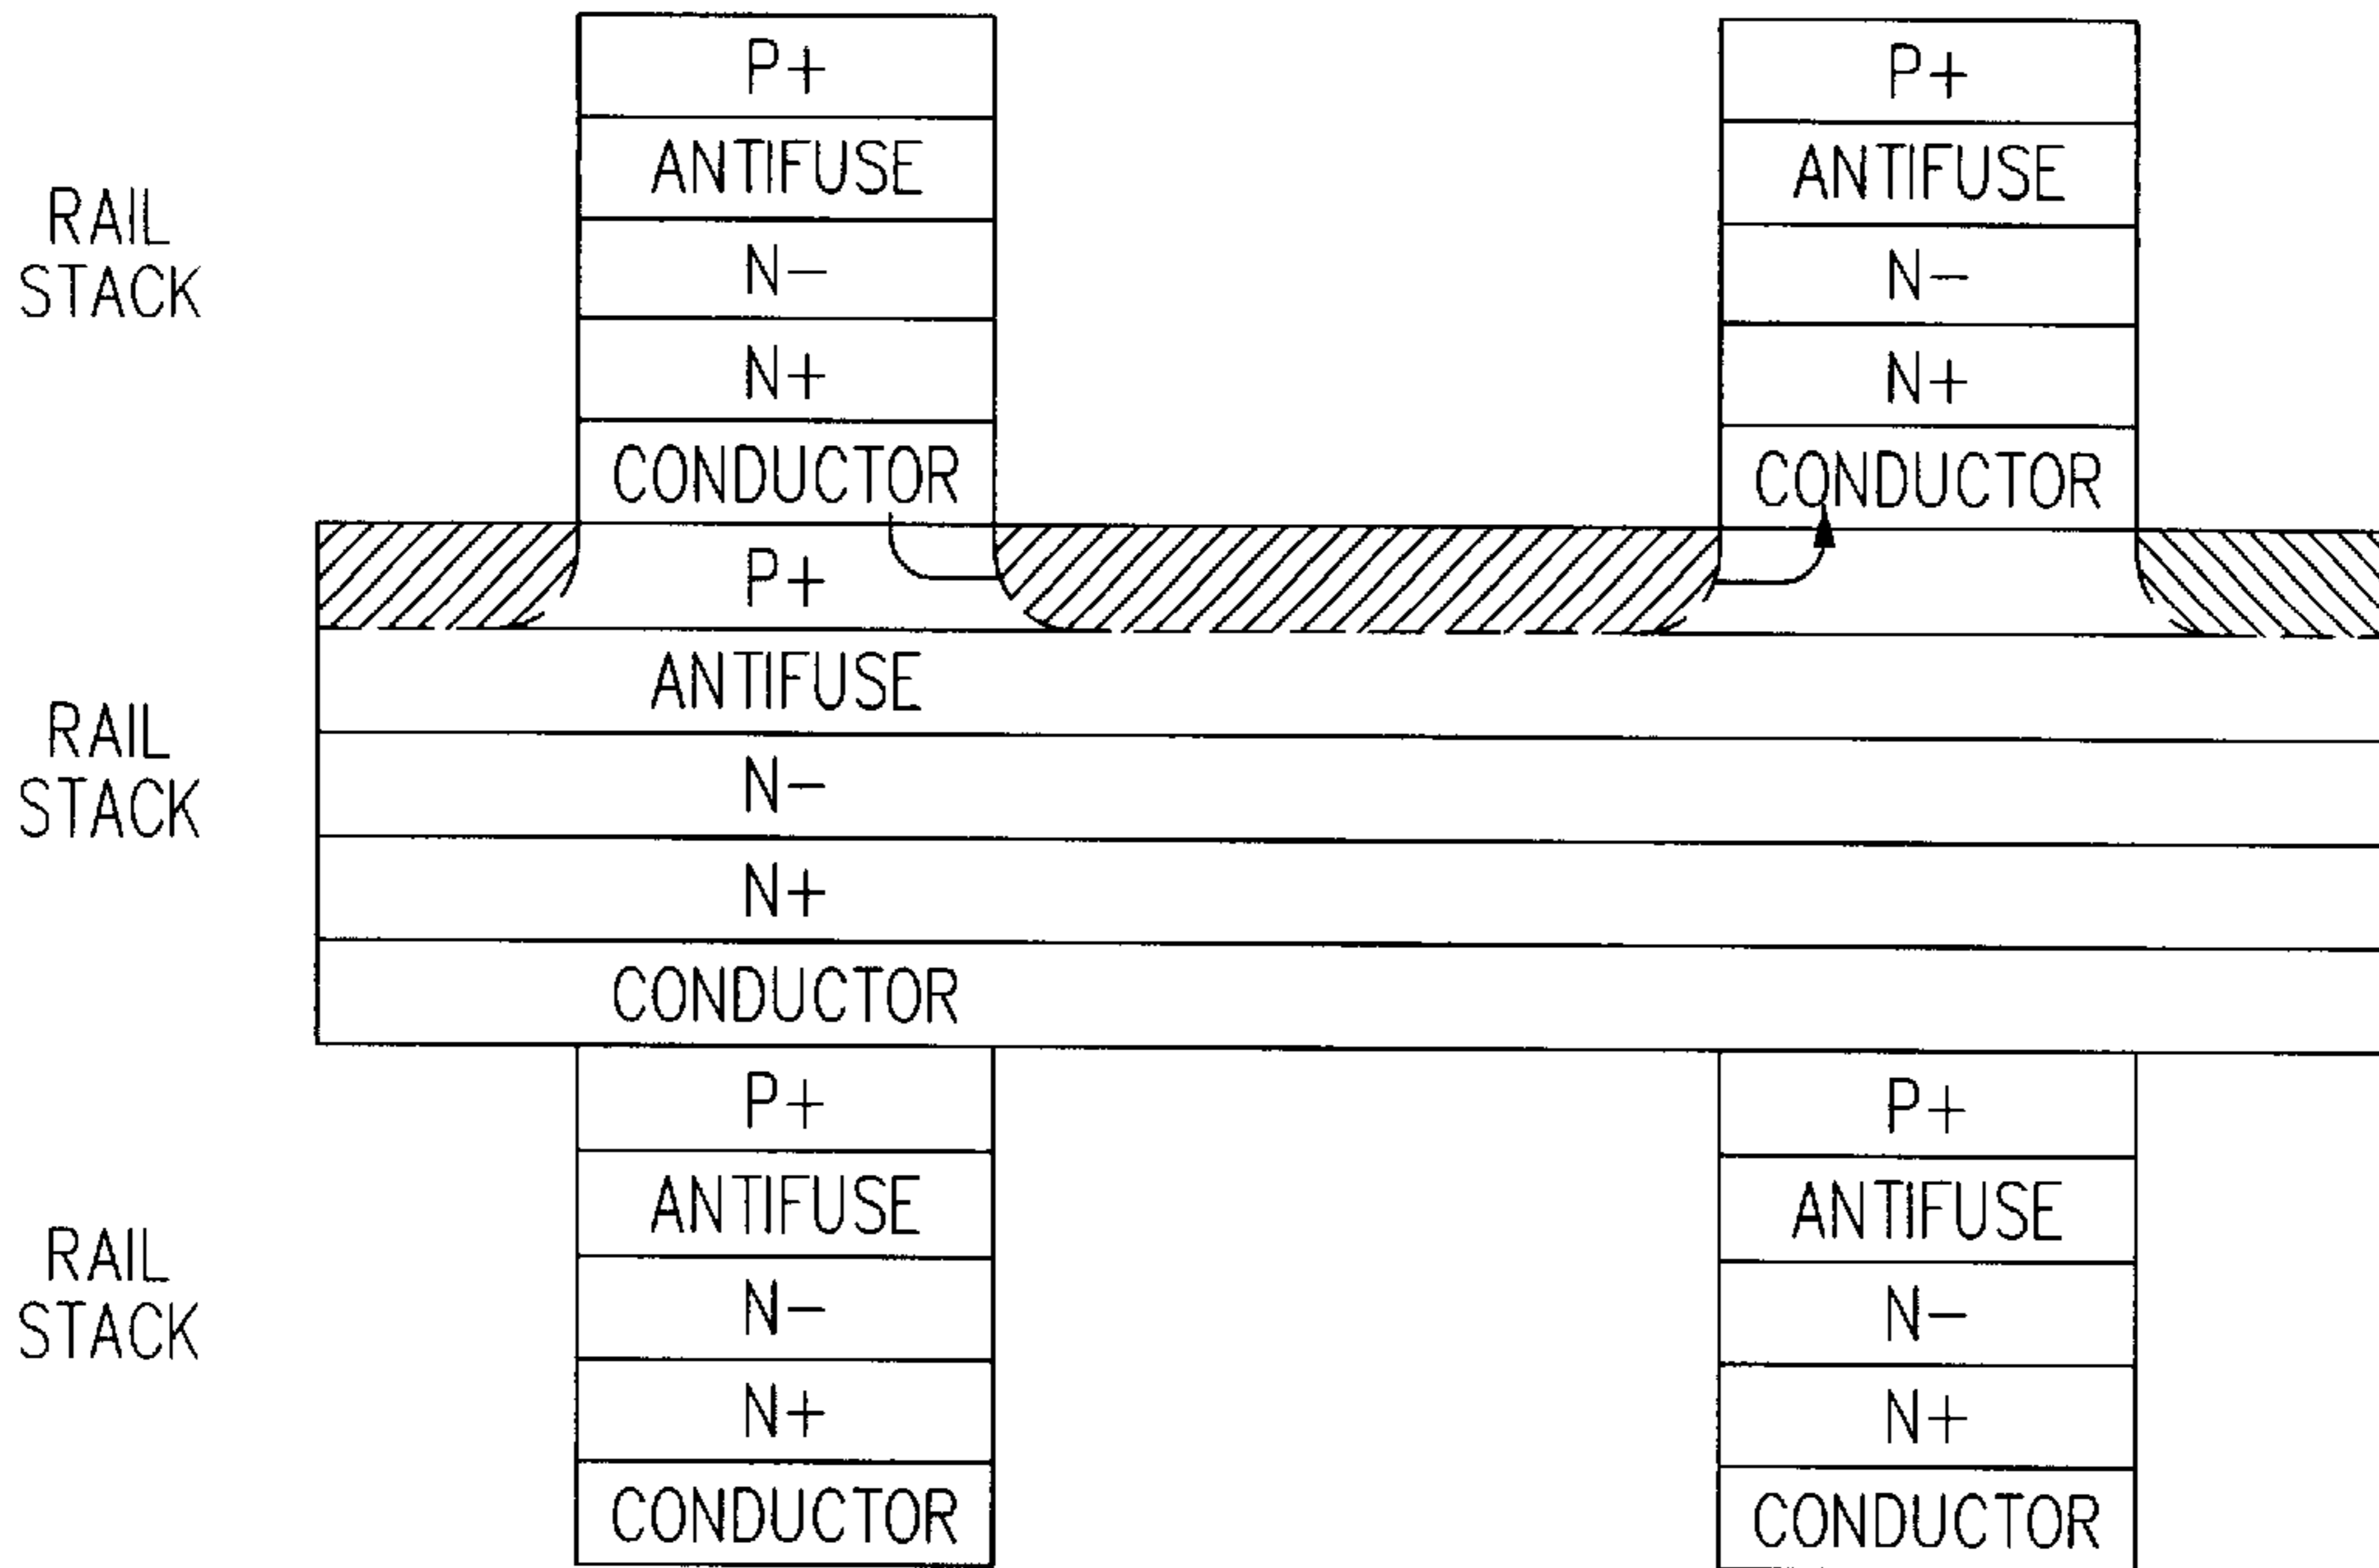 P+ P+
ANTIFUSE ANTIFUSE
RAIL
STACK
N- N-
N+ N+
CONDUCTOR CONDUCTOR
P+
ANTIFUSE
RAIL
STACK
N-
N+
CONDUCTOR
P+ P+
ANTIFUSE ANTIFUSE
RAIL
STACK
N- N-
N+ N+
CONDUCTOR CONDUCTOR